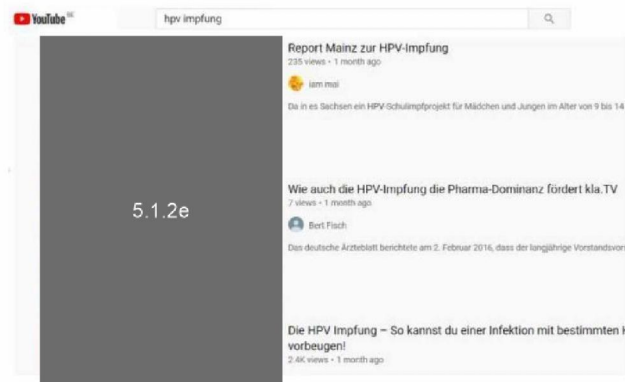 YouTube
hpv impfung
Report Mainz zur HPV-Impfung
235 views • 1 month ago
iam mai
Da in es Sachsen ein HPV-Schulimpfprojekt für Mädchen und Jungen im Alter von 9 bis 14
5.1.2e
Wie auch die HPV-Impfung die Pharma-Dominanz fördert kla.TV
7 views • 1 month ago
Bert Fisch
Das deutsche Ärzteblatt berichtete am 2. Februar 2016, dass der langjährige
Die HPV Impfung – So kannst du einer Infektion mit bestimmten
vorbeugen!
2.4K views • 1 month ago